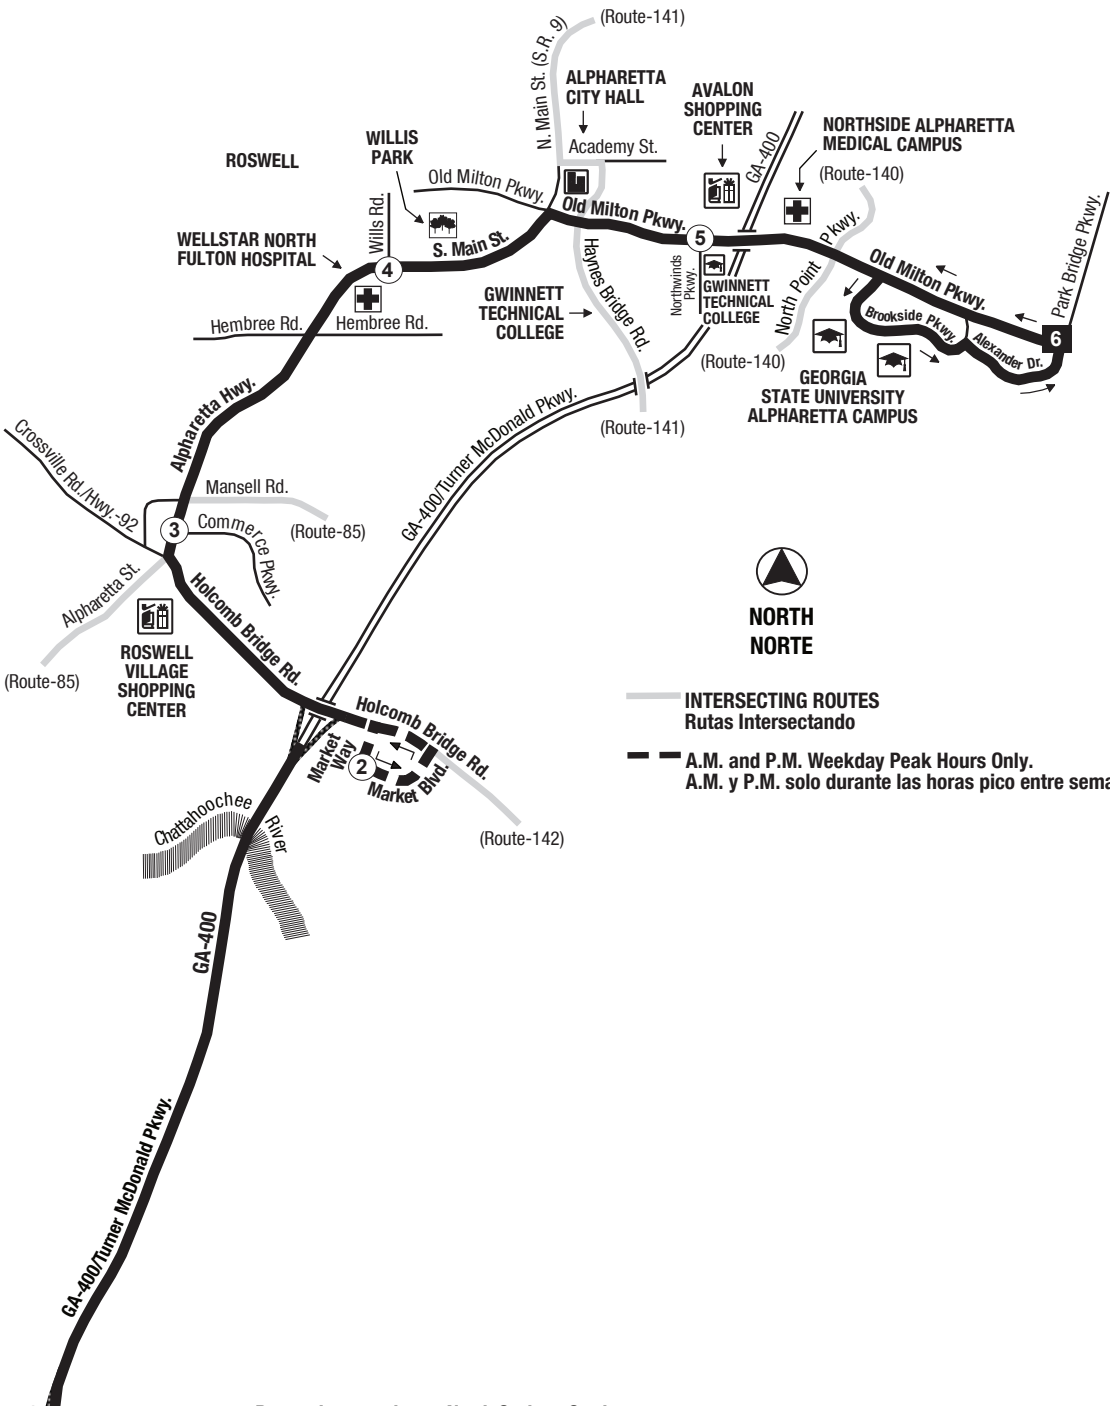 (Route-141)
N. Main St. (S.R. 9)
ALPHARETTA
CITY HALL
AVALON
SHOPPING
CENTER
GA-400
NORTHSIDE ALPHARETTA
MEDICAL CAMPUS
(Route-140)
WILLIS
PARK
ROSWELL
Academy St.
Old Milton Pkwy.
Old Milton Pkwy.
Wills Rd.
S. Main St.
WELLSTAR NORTH
FULTON HOSPITAL
4
5
Haynes Bridge Rd.
Northwinds
Pkwy.
GWINNETT
TECHNICAL
COLLEGE
GWINNETT
TECHNICAL
COLLEGE
North Point Pkwy.
Old Milton Pkwy.
Park Bridge Pkwy.
Brookside Pkwy.
Alexander Dr.
6
Hembree Rd.
Hembree Rd.
(Route-140)
GEORGIA
STATE UNIVERSITY
ALPHARETTA CAMPUS
(Route-141)
Alpharetta Hwy.
GA-400/Turner McDonald Pkwy.
Crossville Rd./Hwy.-92
Mansell Rd.
(Route-85)
3
Commerce Pkwy.
Alpharetta St.
(Route-85)
ROSWELL
VILLAGE
SHOPPING
CENTER
Holcomb Bridge Rd.
NORTH
NORTE
INTERSECTING ROUTES
Rutas Intersectando
A.M. and P.M. Weekday Peak Hours Only.
A.M. y P.M. solo durante las horas pico entre sema
Holcomb Bridge Rd.
Market
Way
2
Market Blvd.
(Route-142)
Chattahoochee
River
GA-400
GA-400/Turner McDonald Pkwy.